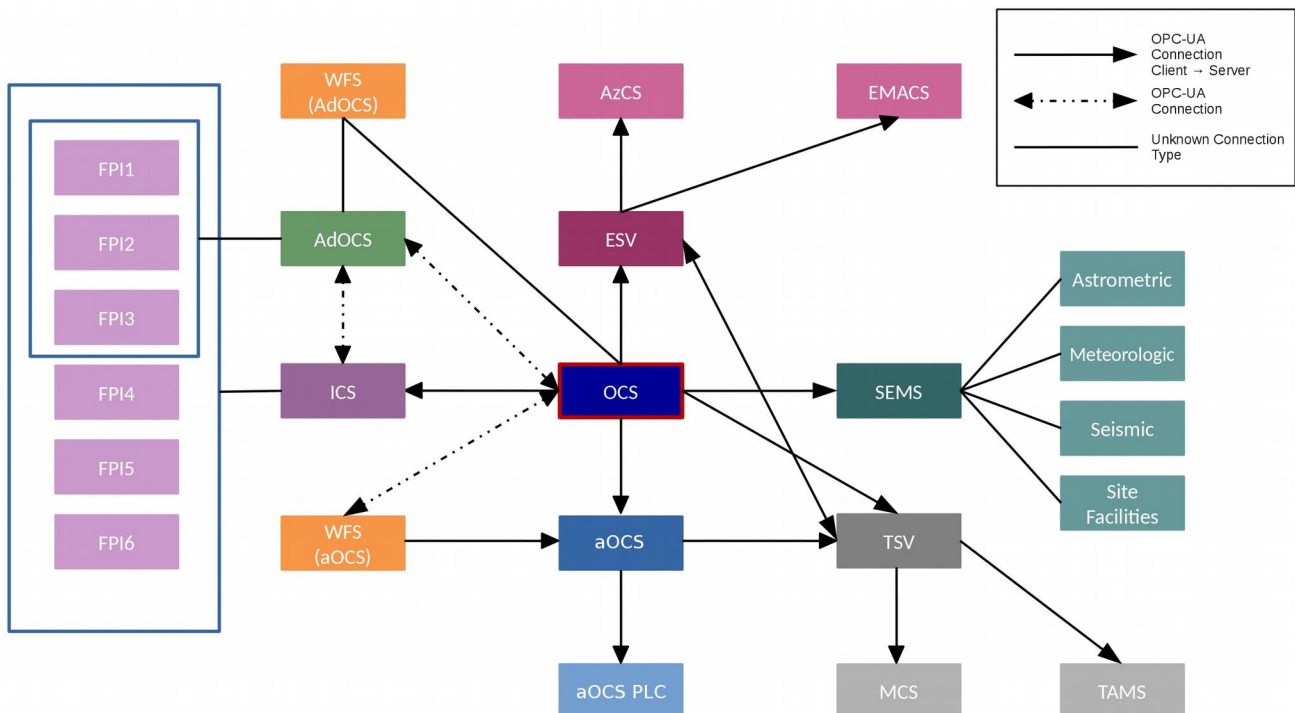 OPC-UA
Connection
Client → Server
OPC-UA
Connection
Unknown Connection
Type
WFS
(AdOCS)
AzCS
EMACS
FPI1
FPI2
FPI3
FPI4
FPI5
FPI6
AdOCS
ESV
Astrometric
Meteorologic
Seismic
Site
Facilities
ICS
OCS
SEMS
WFS
(aOCS)
aOCS
TSV
aOCS PLC
MCS
TAMS